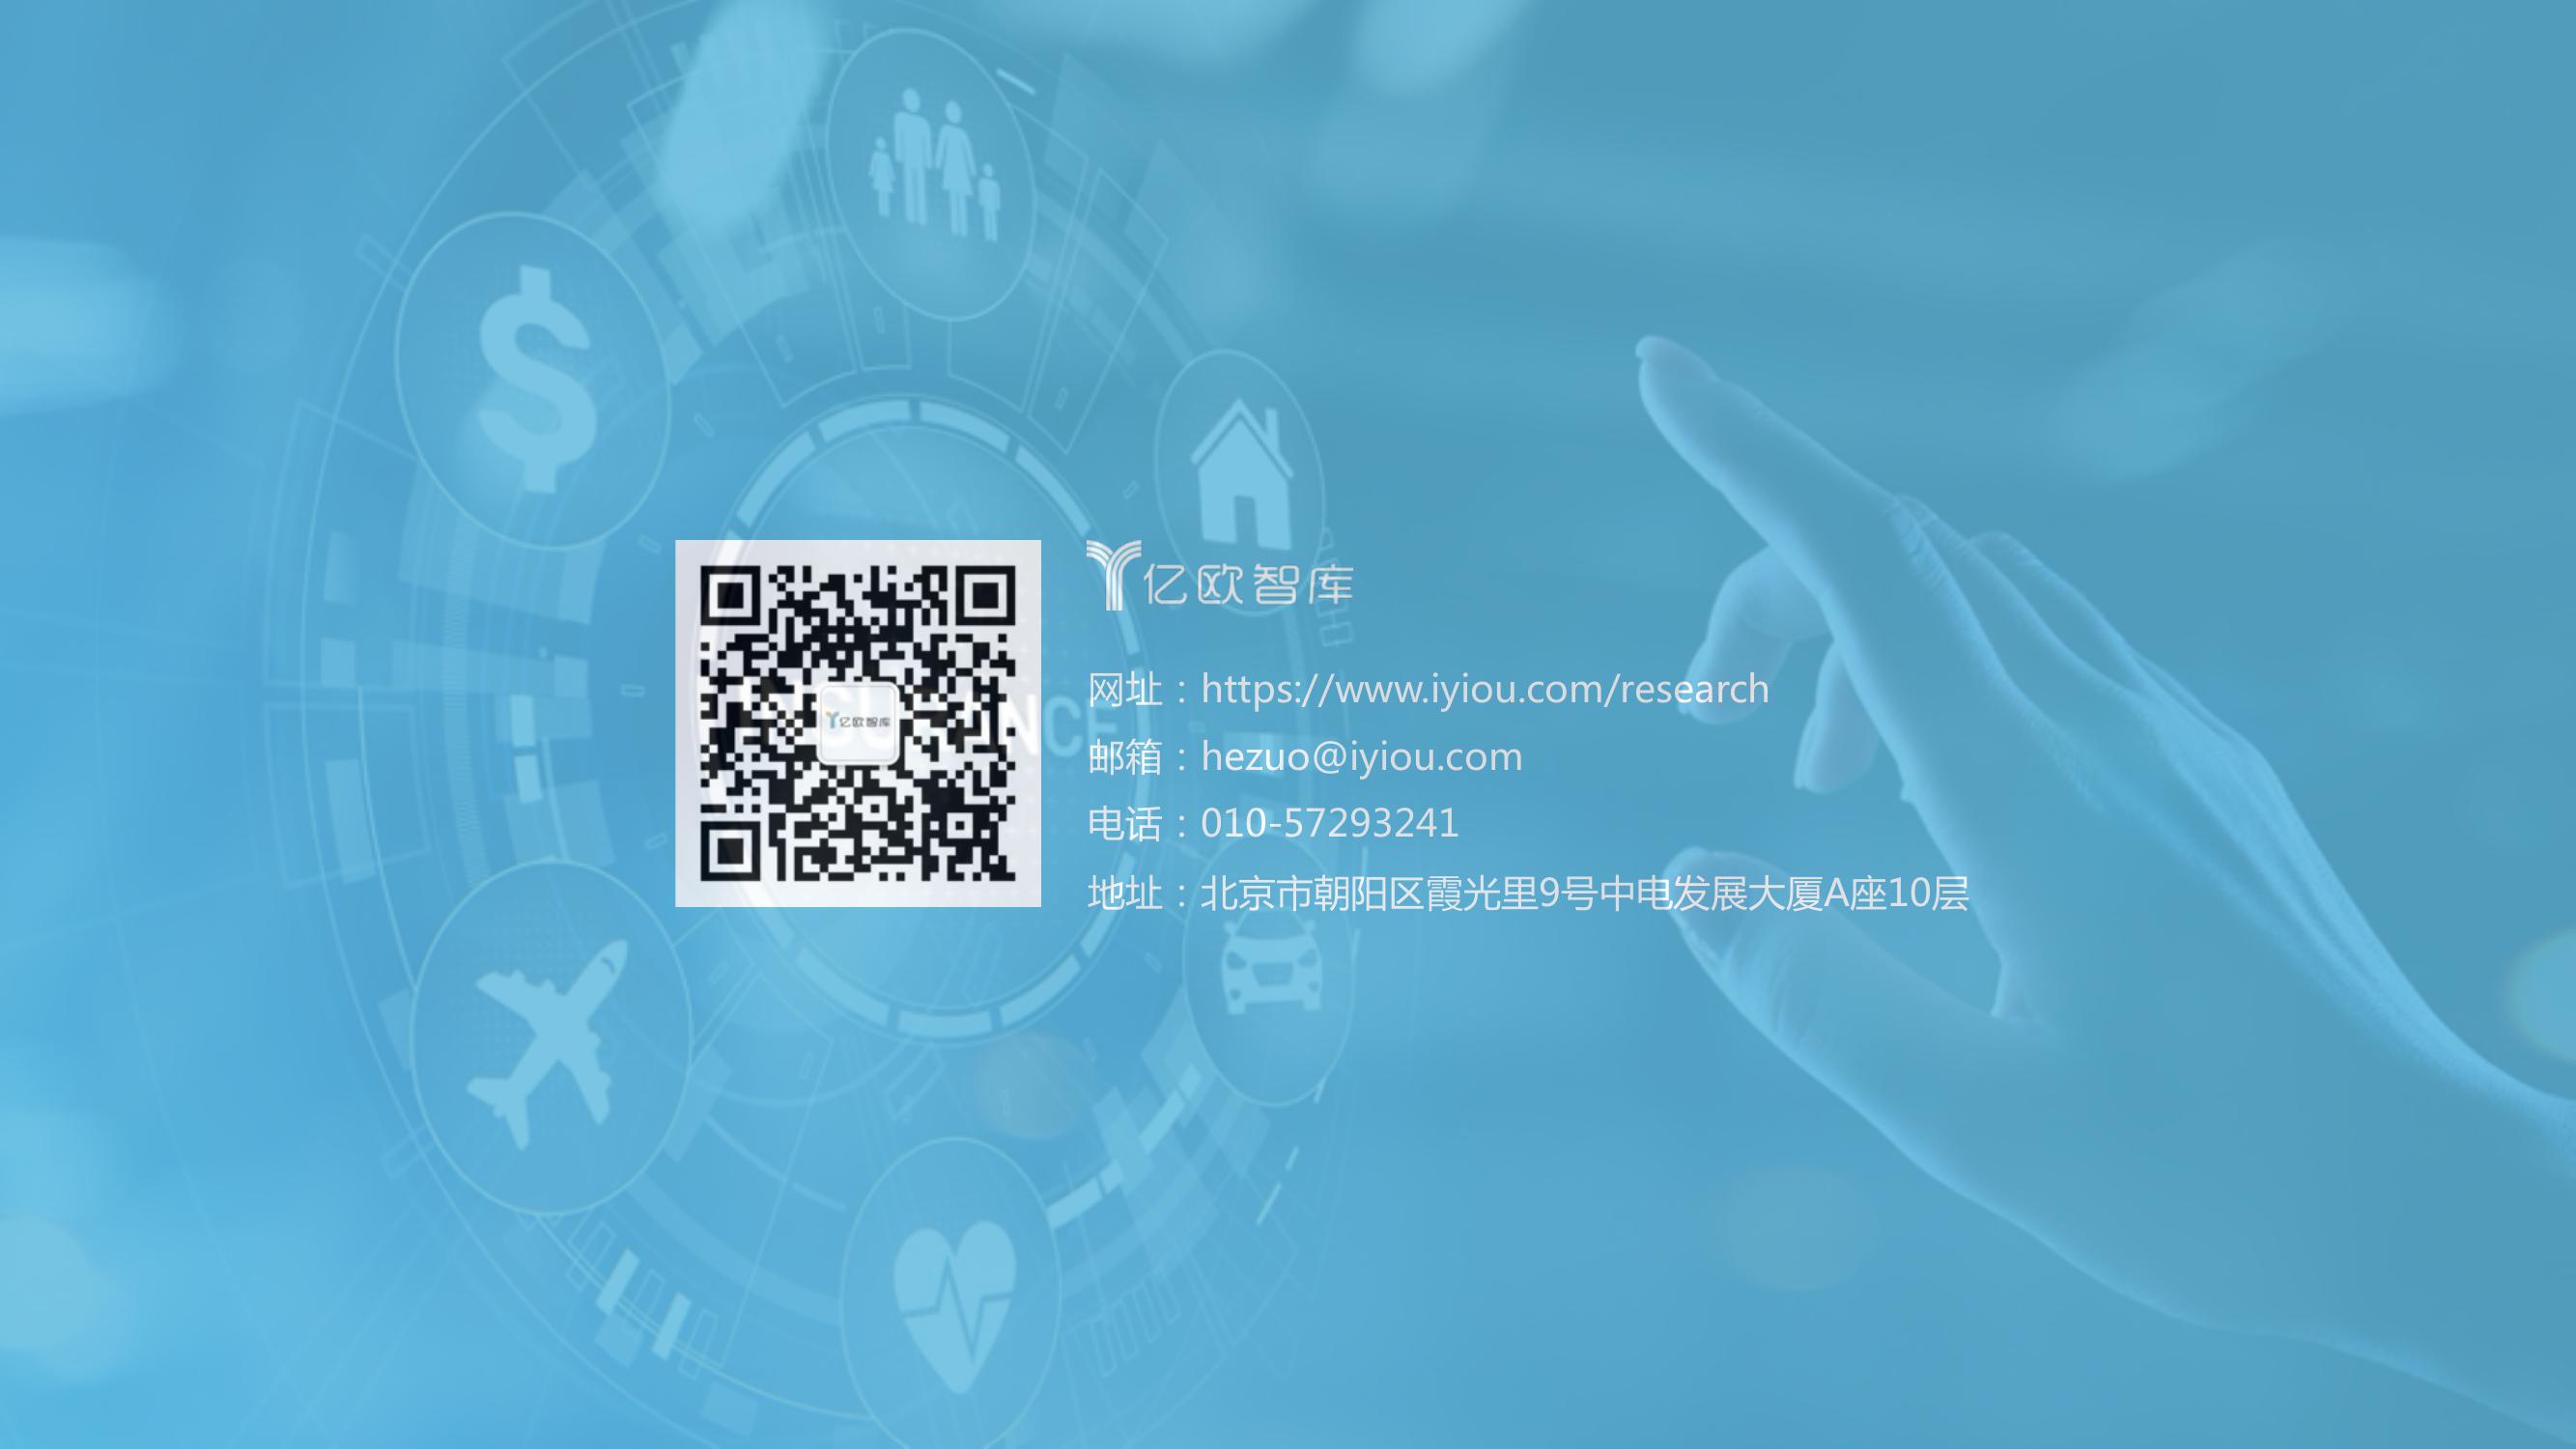 亿欧智库
INSURANCE
亿欧智库
网址：https://www.iyiou.com/research
邮箱：hezuo@iyiou.com
电话：010-57293241
地址：北京市朝阳区霞光里9号中电发展大厦A座10层